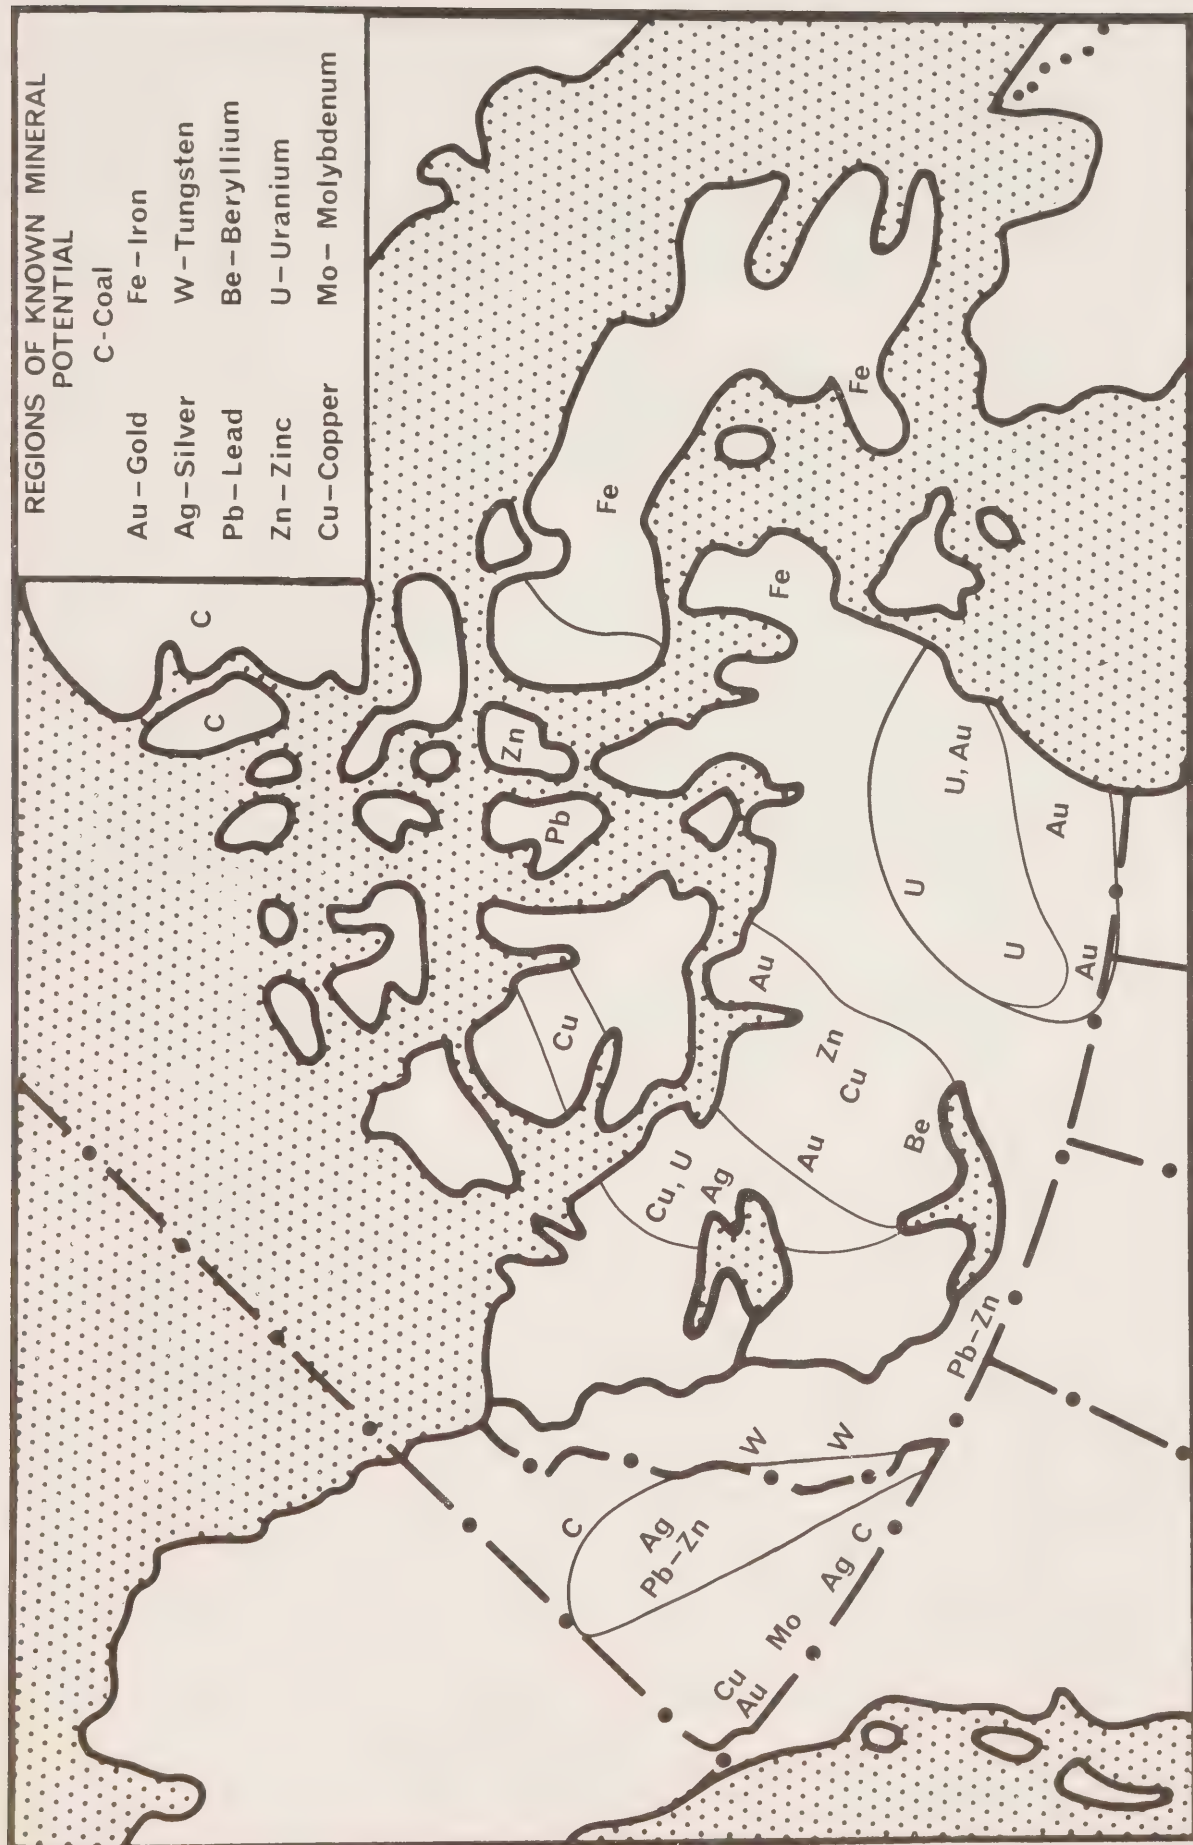 REGIONS OF KNOWN MINERAL
POTENTIAL
C-Coal
Au–Gold Fe–Iron
Ag–Silver W–Tungsten
Pb–Lead Be–Beryllium
Zn–Zinc U–Uranium
Cu–Copper Mo–Molybdenum
C
C
Zn
Pb
Fe
Fe
Fe
Cu
Cu, U
Ag
Au
Zn
Cu
Au
Be
U
U, Au
U
Au
Au
Pb–Zn
W
W
C
Ag
Pb–Zn
Ag C
Mo
Cu
Au